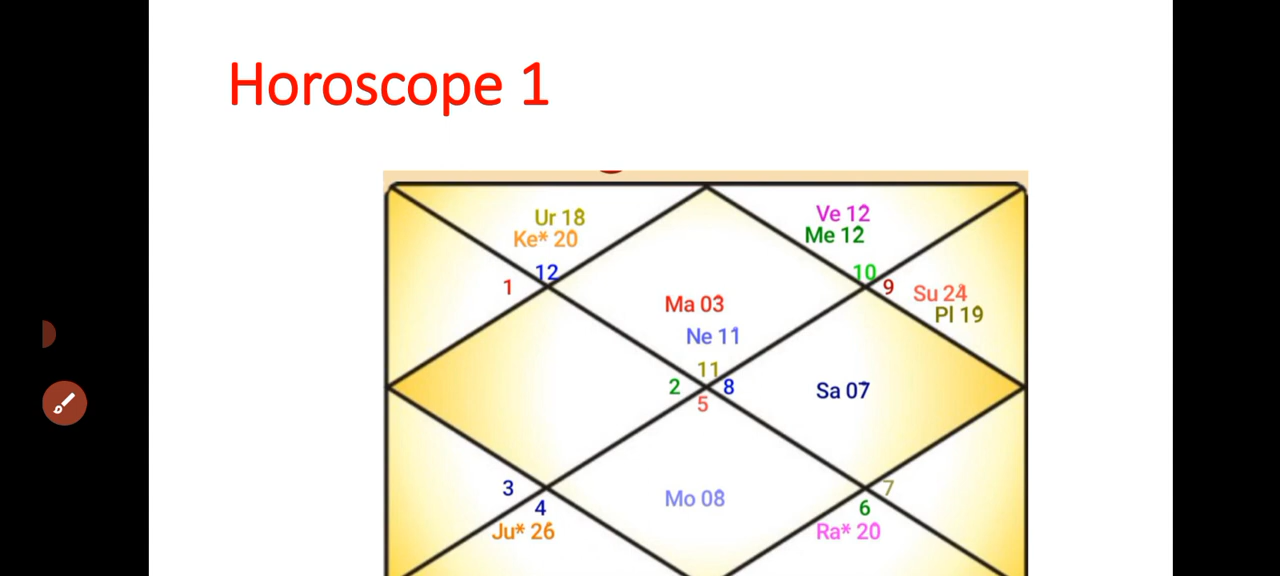 Horoscope 1
Ur 18
Ke* 20
12
1
Ve 12
Me 12
10
9
Su 24
Pl 19
Ma 03
Ne 11
11
2
8
5
Sa 07
3
4
Ju* 26
Mo 08
7
6
Ra* 20